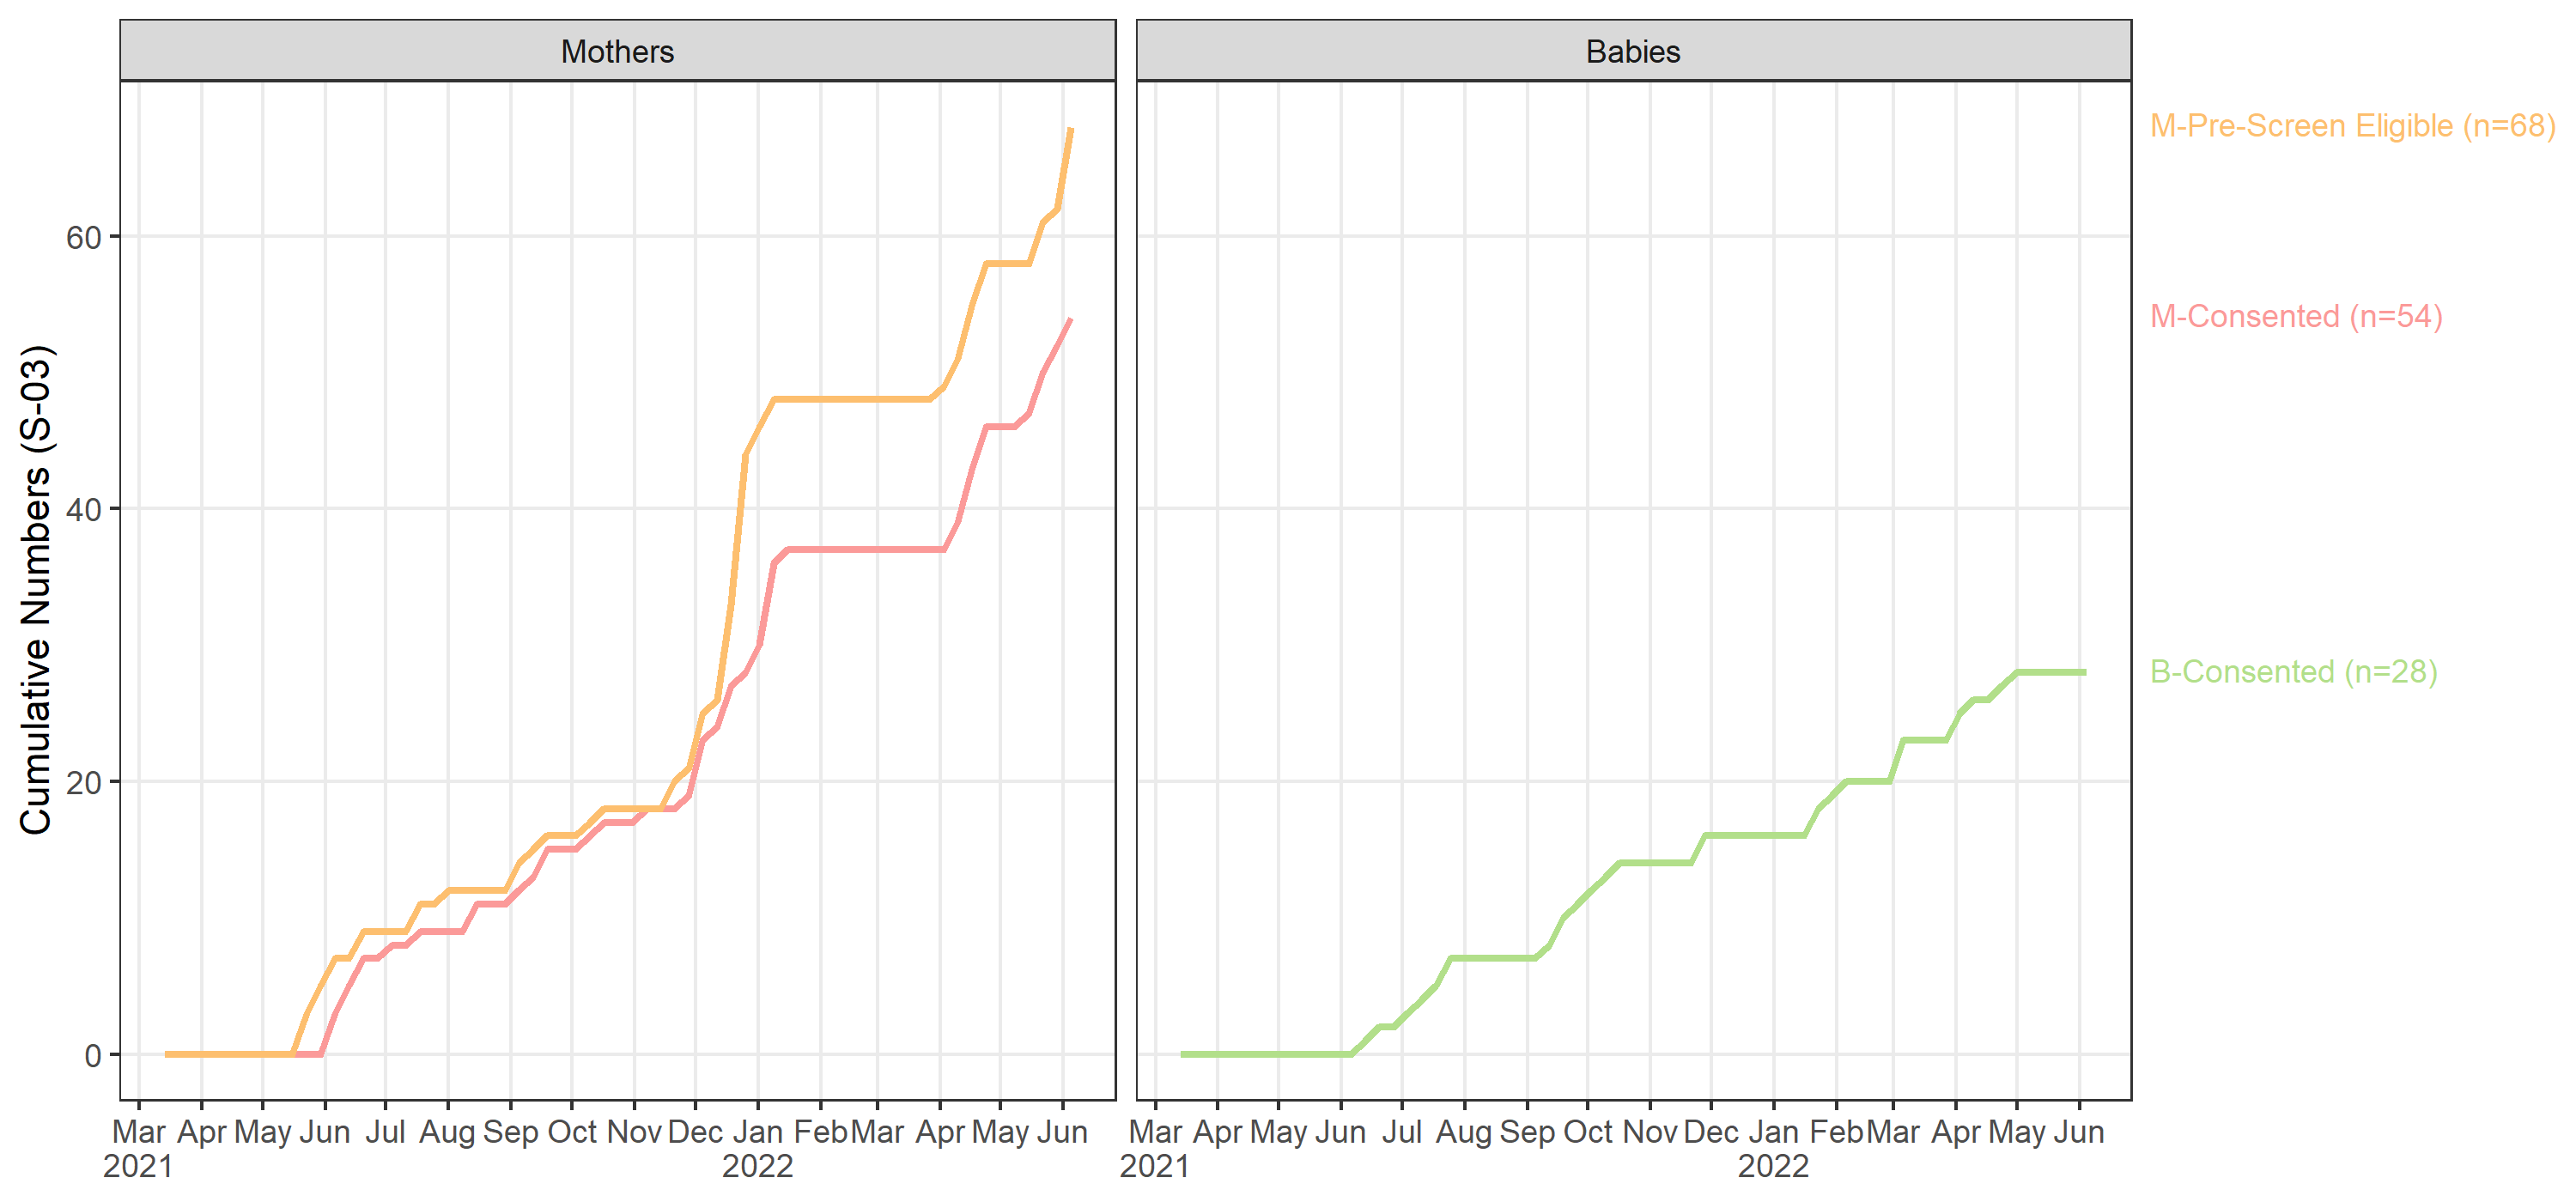 Mothers
Babies
M-Pre-Screen Eligible (n=68)
M-Consented (n=54)
B-Consented (n=28)
Cumulative Numbers (S-03)
60
40
20
0
Mar Apr May Jun Jul Aug Sep Oct Nov Dec Jan Feb Mar Apr May Jun
2021 2022
Mar Apr May Jun Jul Aug Sep Oct Nov Dec Jan Feb Mar Apr May Jun
2021 2022